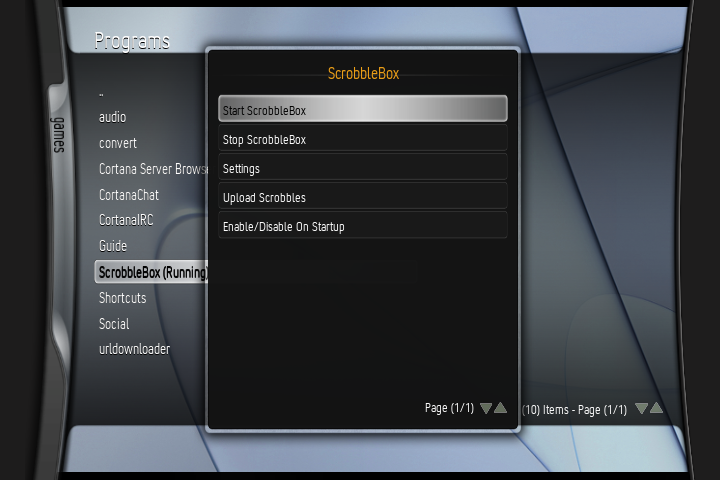 Programs
games
..
audio
convert
Cortana Server Brows
CortanaChat
CortanaIRC
Guide
ScrobbleBox (Running)
Shortcuts
Social
urldownloader
ScrobbleBox
Start ScrobbleBox
Stop ScrobbleBox
Settings
Upload Scrobbles
Enable/Disable On Startup
Page (1/1)
(10) Items - Page (1/1)